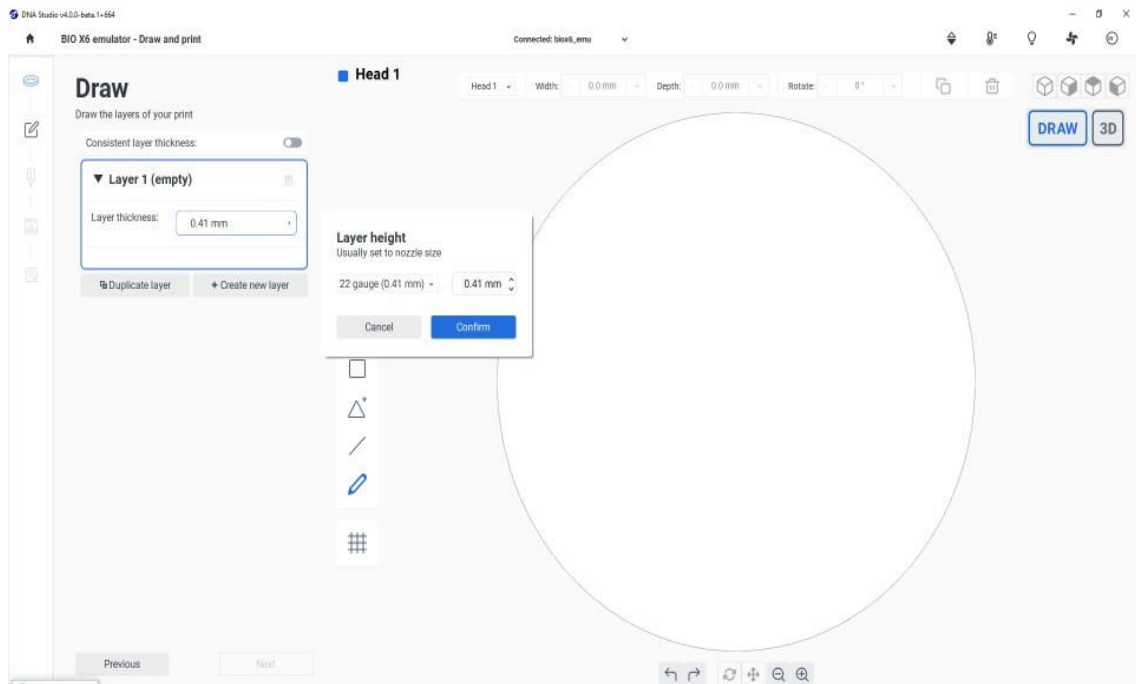 DNA Studio v4.0.0-beta.1+664
BIO X6 emulator - Draw and print
Connected: biox6_emu
Draw
Draw the layers of your print
Consistent layer thickness:
Layer 1 (empty)
Layer thickness:
0.41 mm
Duplicate layer
+ Create new layer
Head 1
Head 1
Width:
0.0 mm
Depth:
0.0 mm
Rotate:
0°
DRAW
3D
Layer height
Usually set to nozzle size
22 gauge (0.41 mm)
0.41 mm
Cancel
Confirm
Previous
Next